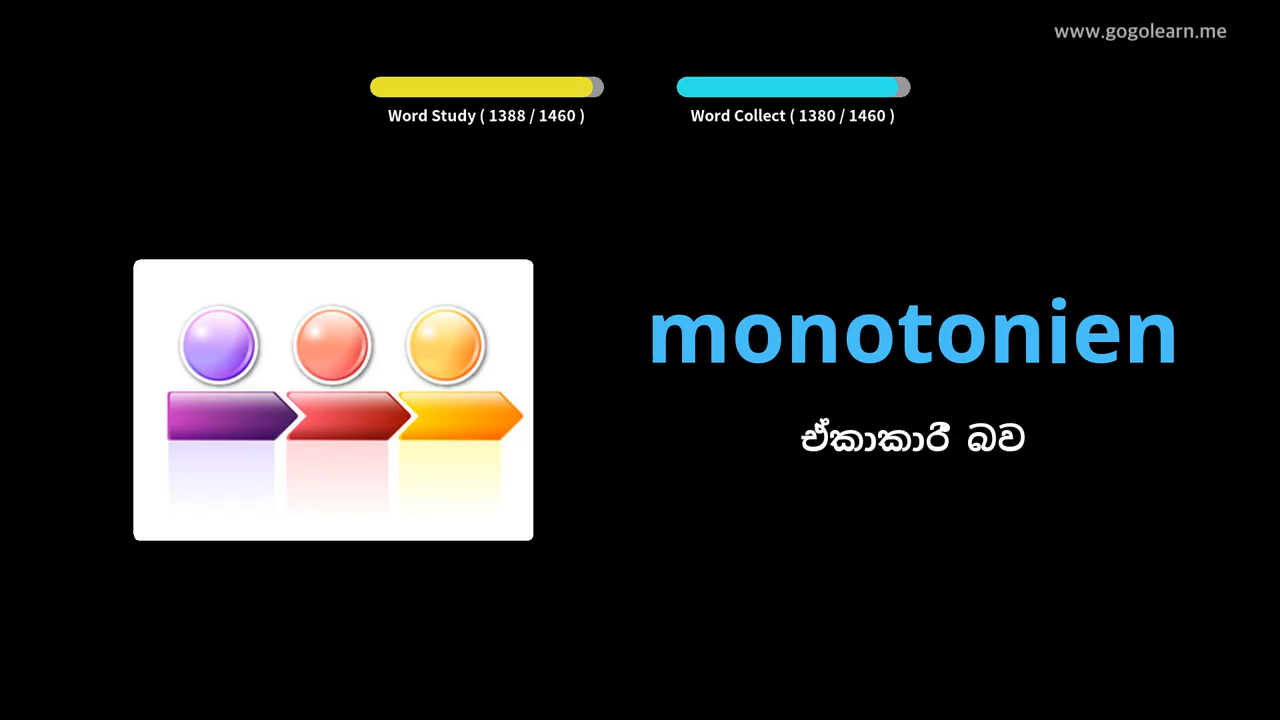 www.gogolearn.me
Word Study ( 1388 / 1460 )
Word Collect ( 1380 / 1460 )
monotonien
ඒකාකාරී බව